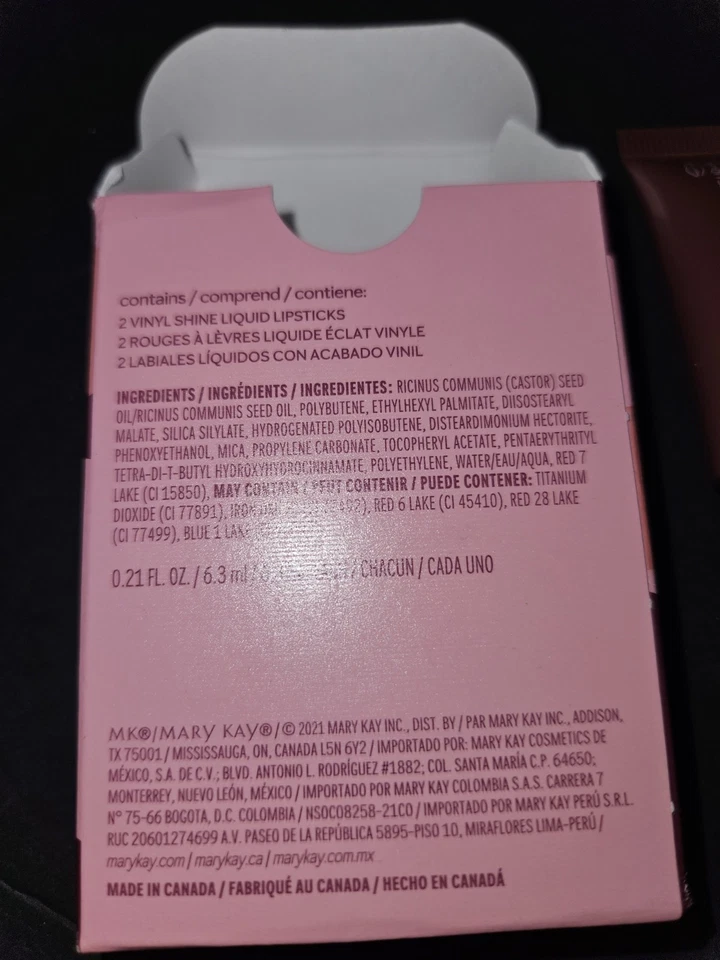 contains / comprend / contiene:
2 VINYL SHINE LIQUID LIPSTICKS
2 ROUGES À LÈVRES LIQUIDE ÉCLAT VINYLE
2 LABIALES LÍQUIDOS CON ACABADO VINIL
INGREDIENTS / INGRÉDIENTS / INGREDIENTES: RICINUS COMMUNIS (CASTOR) SEED
OIL/RICINUS COMMUNIS SEED OIL, POLYBUTENE, ETHYLHEXYL PALMITATE, DIISOSTEARYL
MALATE, SILICA SILYLATE, HYDROGENATED POLYISOBUTENE, DISTEARDIMONIUM HECTORITE,
PHENOXYETHANOL, MICA, PROPYLENE CARBONATE, TOCOPHERYL ACETATE, PENTAERYTHRITYL
TETRA-DI-T-BUTYL HYDROXYHYDROCINNAMATE, POLYETHYLENE, WATER/EAU/AQUA, RED 7
LAKE (CI 15850), MAY CONTAIN / PEUT CONTENIR / PUEDE CONTENER: TITANIUM
DIOXIDE (CI 77891), IRON RED 6 LAKE (CI 45410), RED 28 LAKE
(CI 77499), BLUE 1 LAKE
0.21 FL. OZ. / 6.3 ml / CHACUN / CADA UNO
MK®/MARY KAY®/© 2021 MARY KAY INC., DIST. BY / PAR MARY KAY INC., ADDISON,
TX 75001 / MISSISSAUGA, ON, CANADA L5N 6Y2 / IMPORTADO POR: MARY KAY COSMETICS DE
MÉXICO, S.A. DE C.V.; BLVD. ANTONIO L. RODRÍGUEZ #1882; COL. SANTA MARÍA C.P. 64650;
MONTERREY, NUEVO LEÓN, MÉXICO / IMPORTADO POR MARY KAY COLOMBIA S.A.S. CARRERA 7
N° 75-66 BOGOTA, D.C. COLOMBIA / NSOC08258-21CO / IMPORTADO POR MARY KAY PERÚ S.R.L.
RUC 20601274699 A.V. PASEO DE LA REPÚBLICA 5895-PISO 10, MIRAFLORES LIMA-PERÚ /
marykay.com | marykay.ca | marykay.com.mx
MADE IN CANADA / FABRIQUÉ AU CANADA / HECHO EN CANADÁ